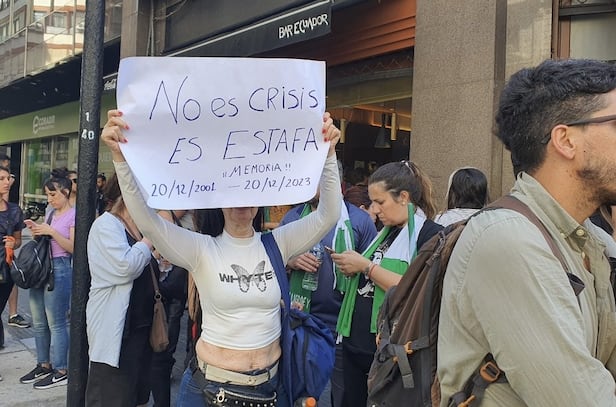 BAR ECUADOR
No es CRISIS
ES ESTAFA
¡¡MEMORIA!!
20/12/2001 — 20/12/2023
WHYTE